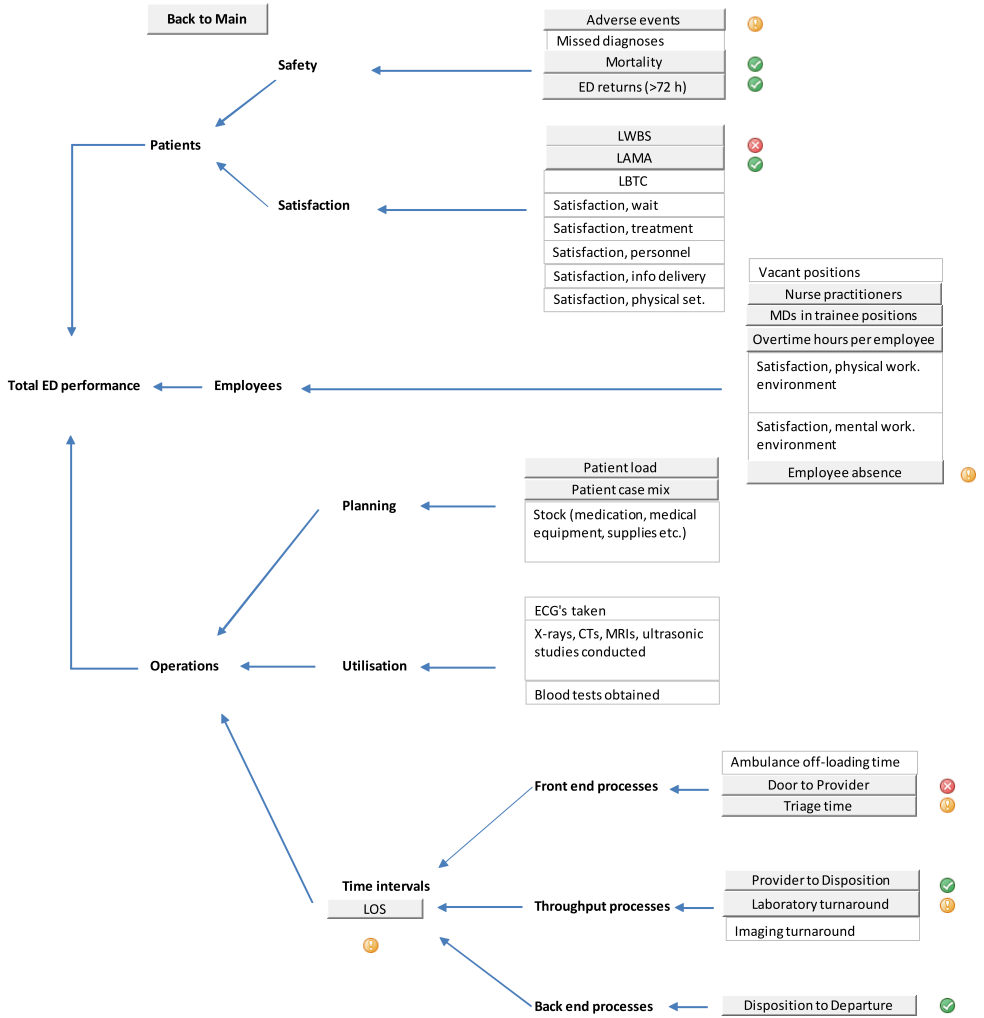 Back to Main
Adverse events
Missed diagnoses
Mortality
ED returns (>72 h)
Safety
Patients
LWBS
LAMA
LBTC
Satisfaction, wait
Satisfaction, treatment
Satisfaction, personnel
Satisfaction, info delivery
Satisfaction, physical set.
Satisfaction
Vacant positions
Nurse practitioners
MDs in trainee positions
Overtime hours per employee
Satisfaction, physical work.
environment
Satisfaction, mental work.
environment
Employee absence
Total ED performance
Employees
Patient load
Patient case mix
Stock (medication, medical
equipment, supplies etc.)
Planning
ECG's taken
X-rays, CTs, MRIs, ultrasonic
studies conducted
Blood tests obtained
Operations
Utilisation
Ambulance off-loading time
Door to Provider
Triage time
Front end processes
Time intervals
LOS
Provider to Disposition
Laboratory turnaround
Imaging turnaround
Throughput processes
Back end processes
Disposition to Departure